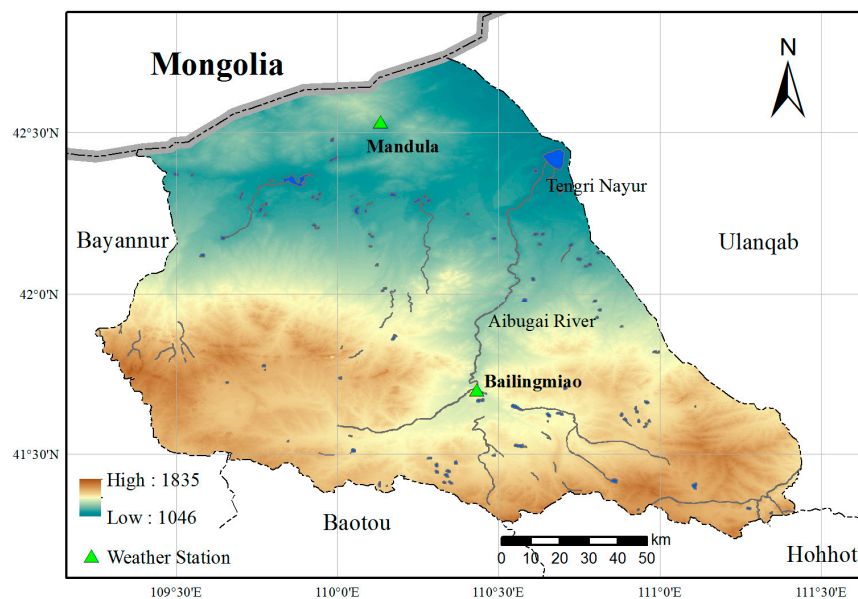 Mongolia
N
42°30'N
Mandula
Tengri Nayur
Bayannur
Ulanqab
42°0'N
Aibugai River
Bailingmiao
41°30'N
High : 1835
Low : 1046
Baotou
km
0 10 20 30 40 50
Weather Station
Hohhot
109°30'E 110°0'E 110°30'E 111°0'E 111°30'E